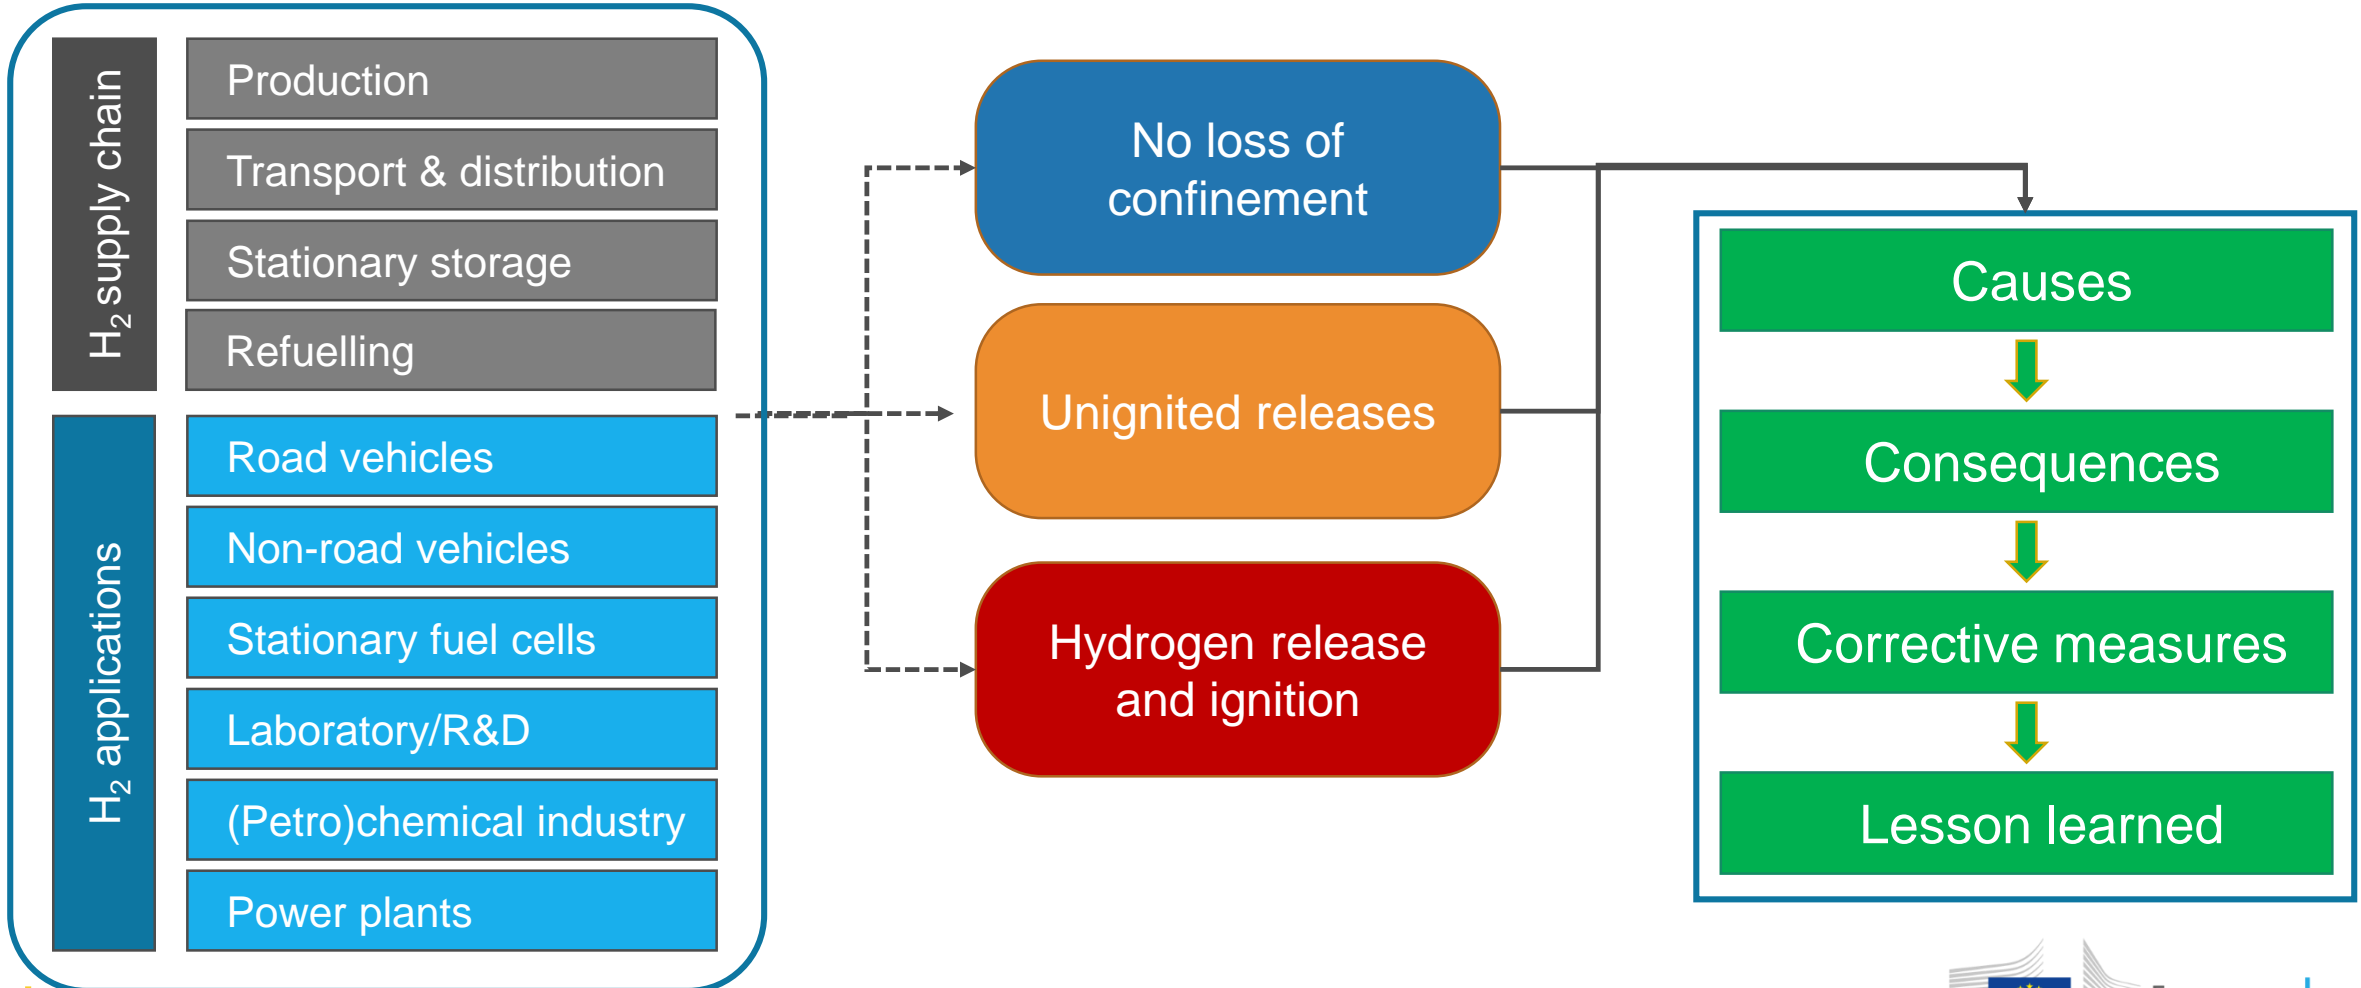 H₂ supply chain
Production
Transport & distribution
Stationary storage
Refuelling
H₂ applications
Road vehicles
Non-road vehicles
Stationary fuel cells
Laboratory/R&D
(Petro)chemical industry
Power plants
No loss of
confinement
Unignited releases
Hydrogen release
and ignition
Causes
Consequences
Corrective measures
Lesson learned